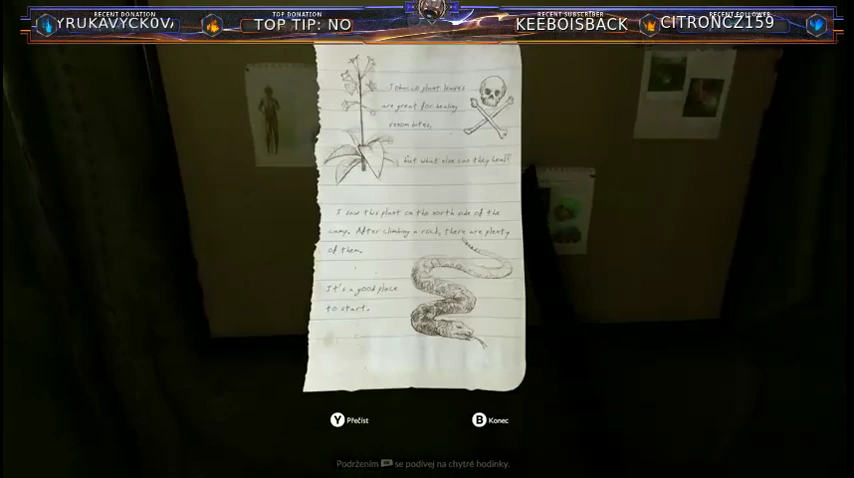 RECENT DONATION
YRUKAVYCKOV
TOP DONATION
TOP TIP: NO
RECENT SUBSCRIBER
KEEBOISBACK
RECENT FOLLOWER
CITRONCZ159
Tobacco plant leaves
are great for healing
venom bites,
but what else can they heal?
I saw this plant on the north side of the
camp. After climbing a road, there are plenty
of them.
It's a good place
to start.
Y Přečíst
B Konec
Podržením se podívej na chytré hodinky.